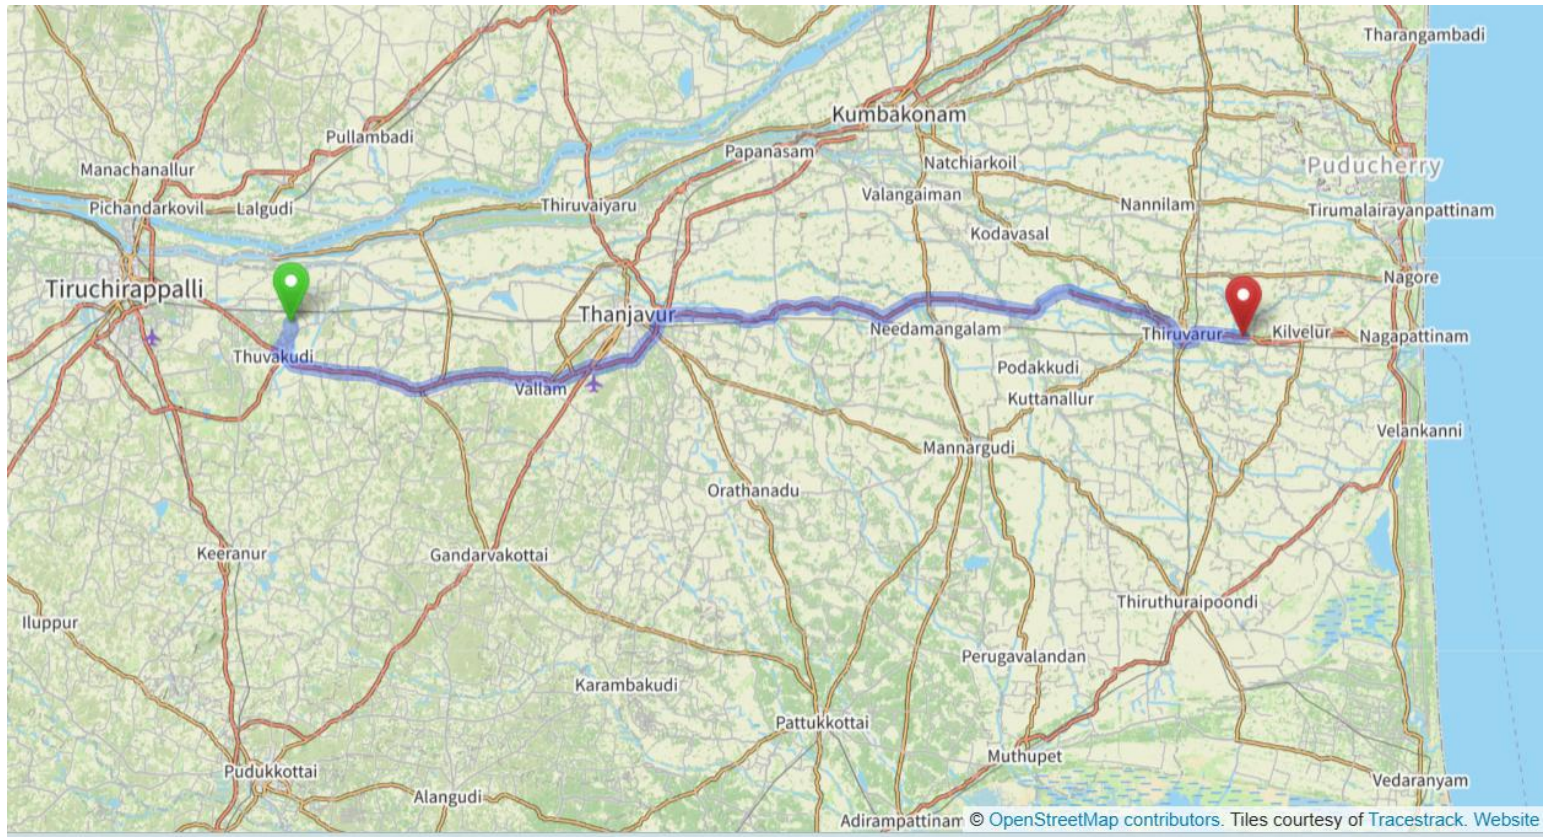 Tharangambadi
Kumbakonam
Pullambadi
Papanasam
Natchiarkoil
Puducherry
Manachanallur
Valangaiman
Pichandarkovil
Lalgudi
Thiruvaiyaru
Nannilam
Tirumalairayanpattinam
Kodavasal
Nagore
Tiruchirappalli
Thanjavur
Needamangalam
Thiruvarur
Kilvelur
Nagapattinam
Thuvakudi
Podakkudi
Vallam
Kuttanallur
Velankanni
Mannargudi
Orathanadu
Keeranur
Gandarvakottai
Thiruthuraipoondi
Iluppur
Perugavalandan
Karambakudi
Pattukkottai
Muthupet
Pudukkottai
Vedaranyam
Alangudi
Adirampattinam
© OpenStreetMap contributors. Tiles courtesy of Tracestrack. Website